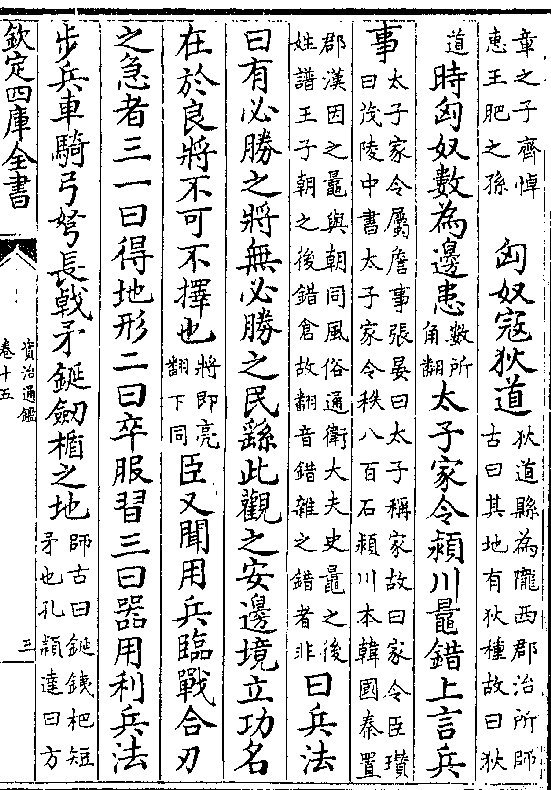 章之子齊悼
惠王肥之孫
匈奴寇狄道
狄道縣為隴西郡治所師
古曰其地有狄種故曰狄
道
時匈奴數為邊患
數所
角翻
太子家令潁川鼂錯上言兵
事
太子家令屬詹事張晏曰太子稱家故曰家令臣瓚
曰茂陵中書太子家令秩八百石潁川本韓國秦置
郡漢因之鼂與朝同風俗通衛大夫史鼂之後
姓譜王子朝之後錯倉故翻音錯雜之錯者非
曰兵法
曰有必勝之將無必勝之民繇此觀之安邊境立功名
在於良將不可不擇也
將即亮
翻下同
臣又聞用兵臨戰合刃
之急者三一曰得地形二曰卒服習三曰器用利兵法
步兵車騎弓弩長戟矛鋋劒楯之地
師古曰鋋鐵杷短
矛也孔穎達曰方
欽定四庫全書
資治通鑑
卷十五
三